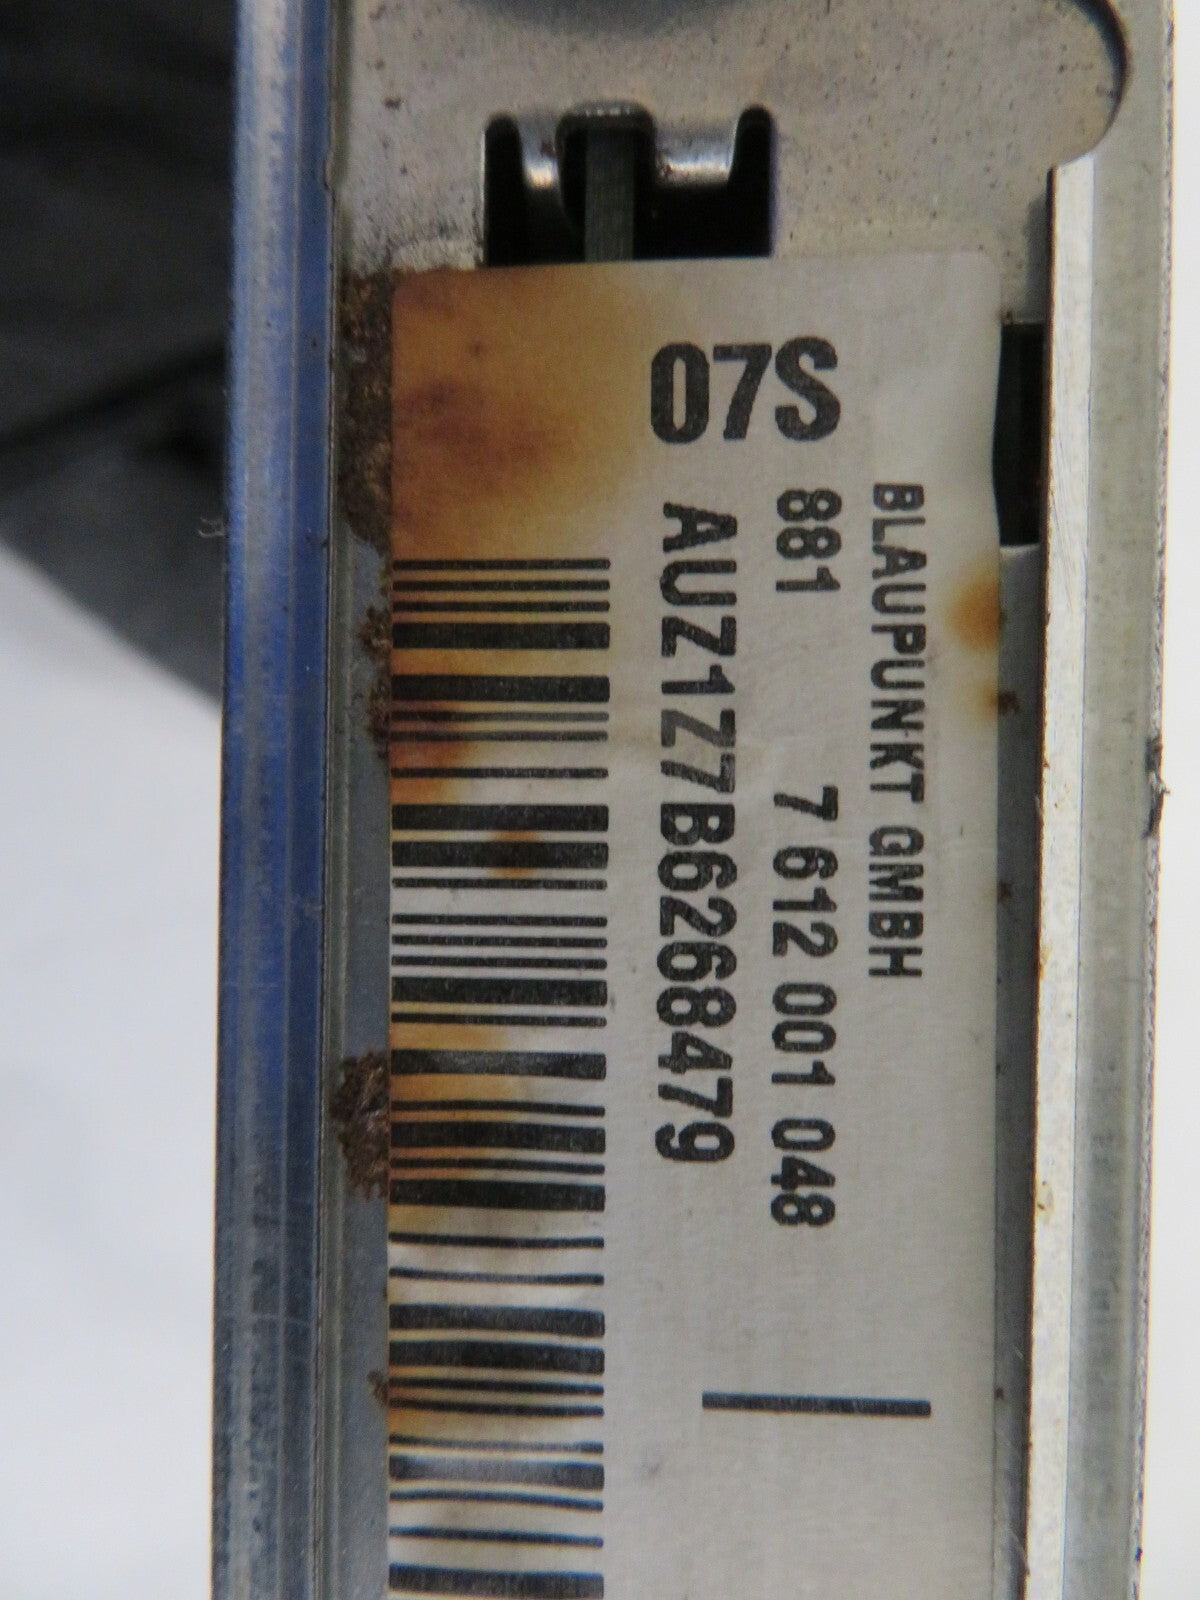 BLAUPUNKT GMBH
07S 881 7 612 001 048
AUZ1Z7B6268479